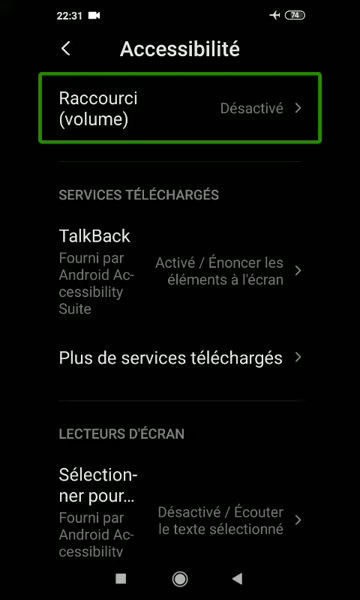 22:31 74
Accessibilité
Raccourci
(volume)
Désactivé
SERVICES TÉLÉCHARGÉS
TalkBack
Fourni par
Android Ac-
cessibility
Suite
Activé / Énoncer les
éléments à l'écran
Plus de services téléchargés
LECTEURS D'ÉCRAN
Sélection-
ner pour...
Fourni par
Android Ac-
cessibility
Désactivé / Écouter
le texte sélectionné